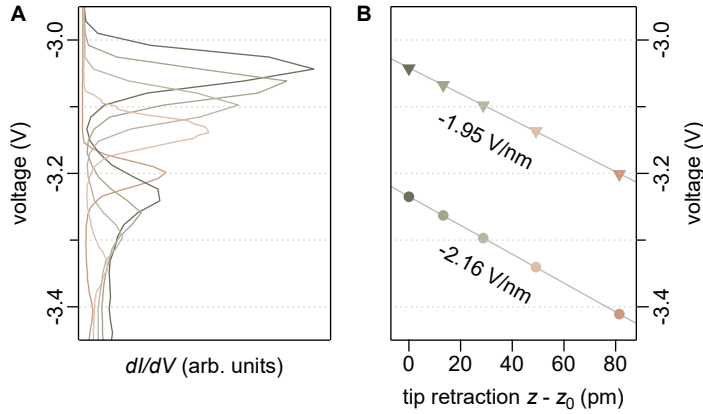 A
B
-3.0
-3.2
-3.4
voltage (V)
dI/dV (arb. units)
-1.95 V/nm
-2.16 V/nm
0
20
40
60
80
tip retraction z - z₀ (pm)
-3.0
-3.2
-3.4
voltage (V)